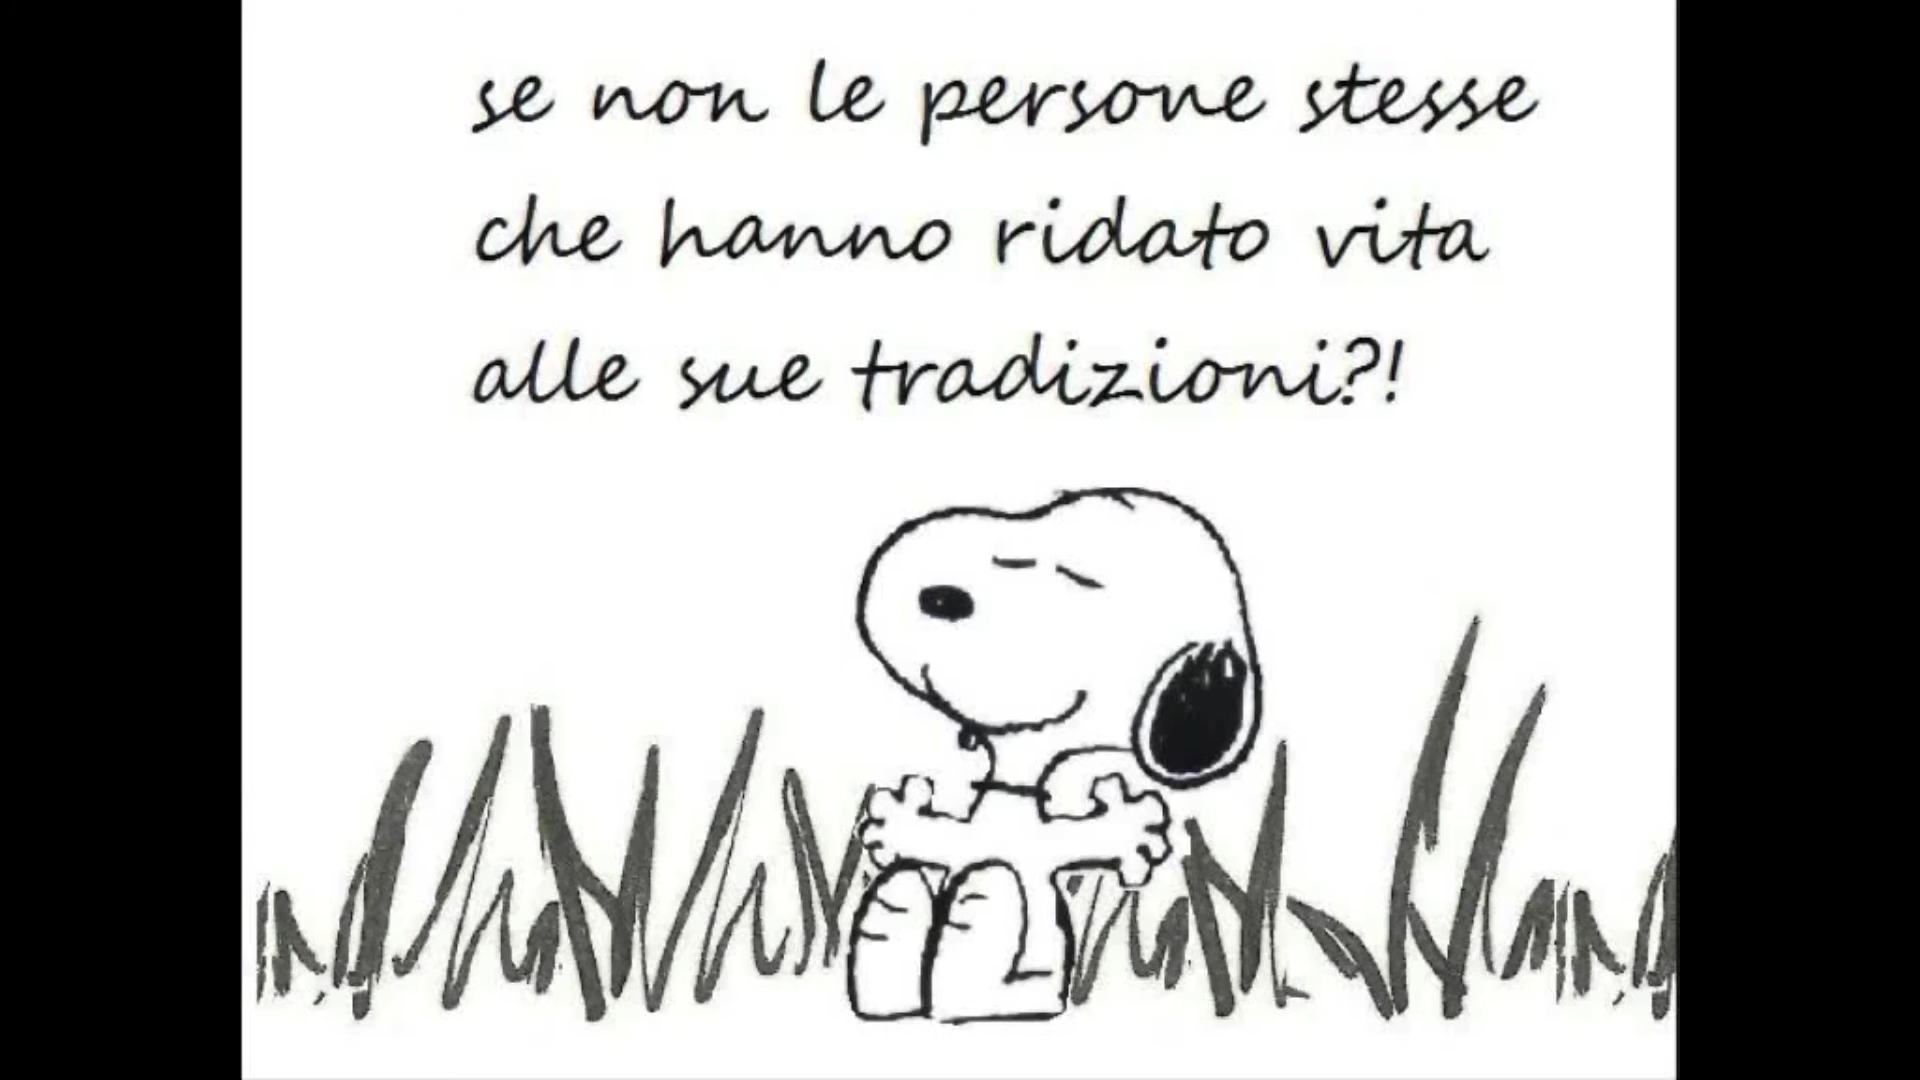 se non le persone stesse
che hanno ridato vita
alle sue tradizioni?!